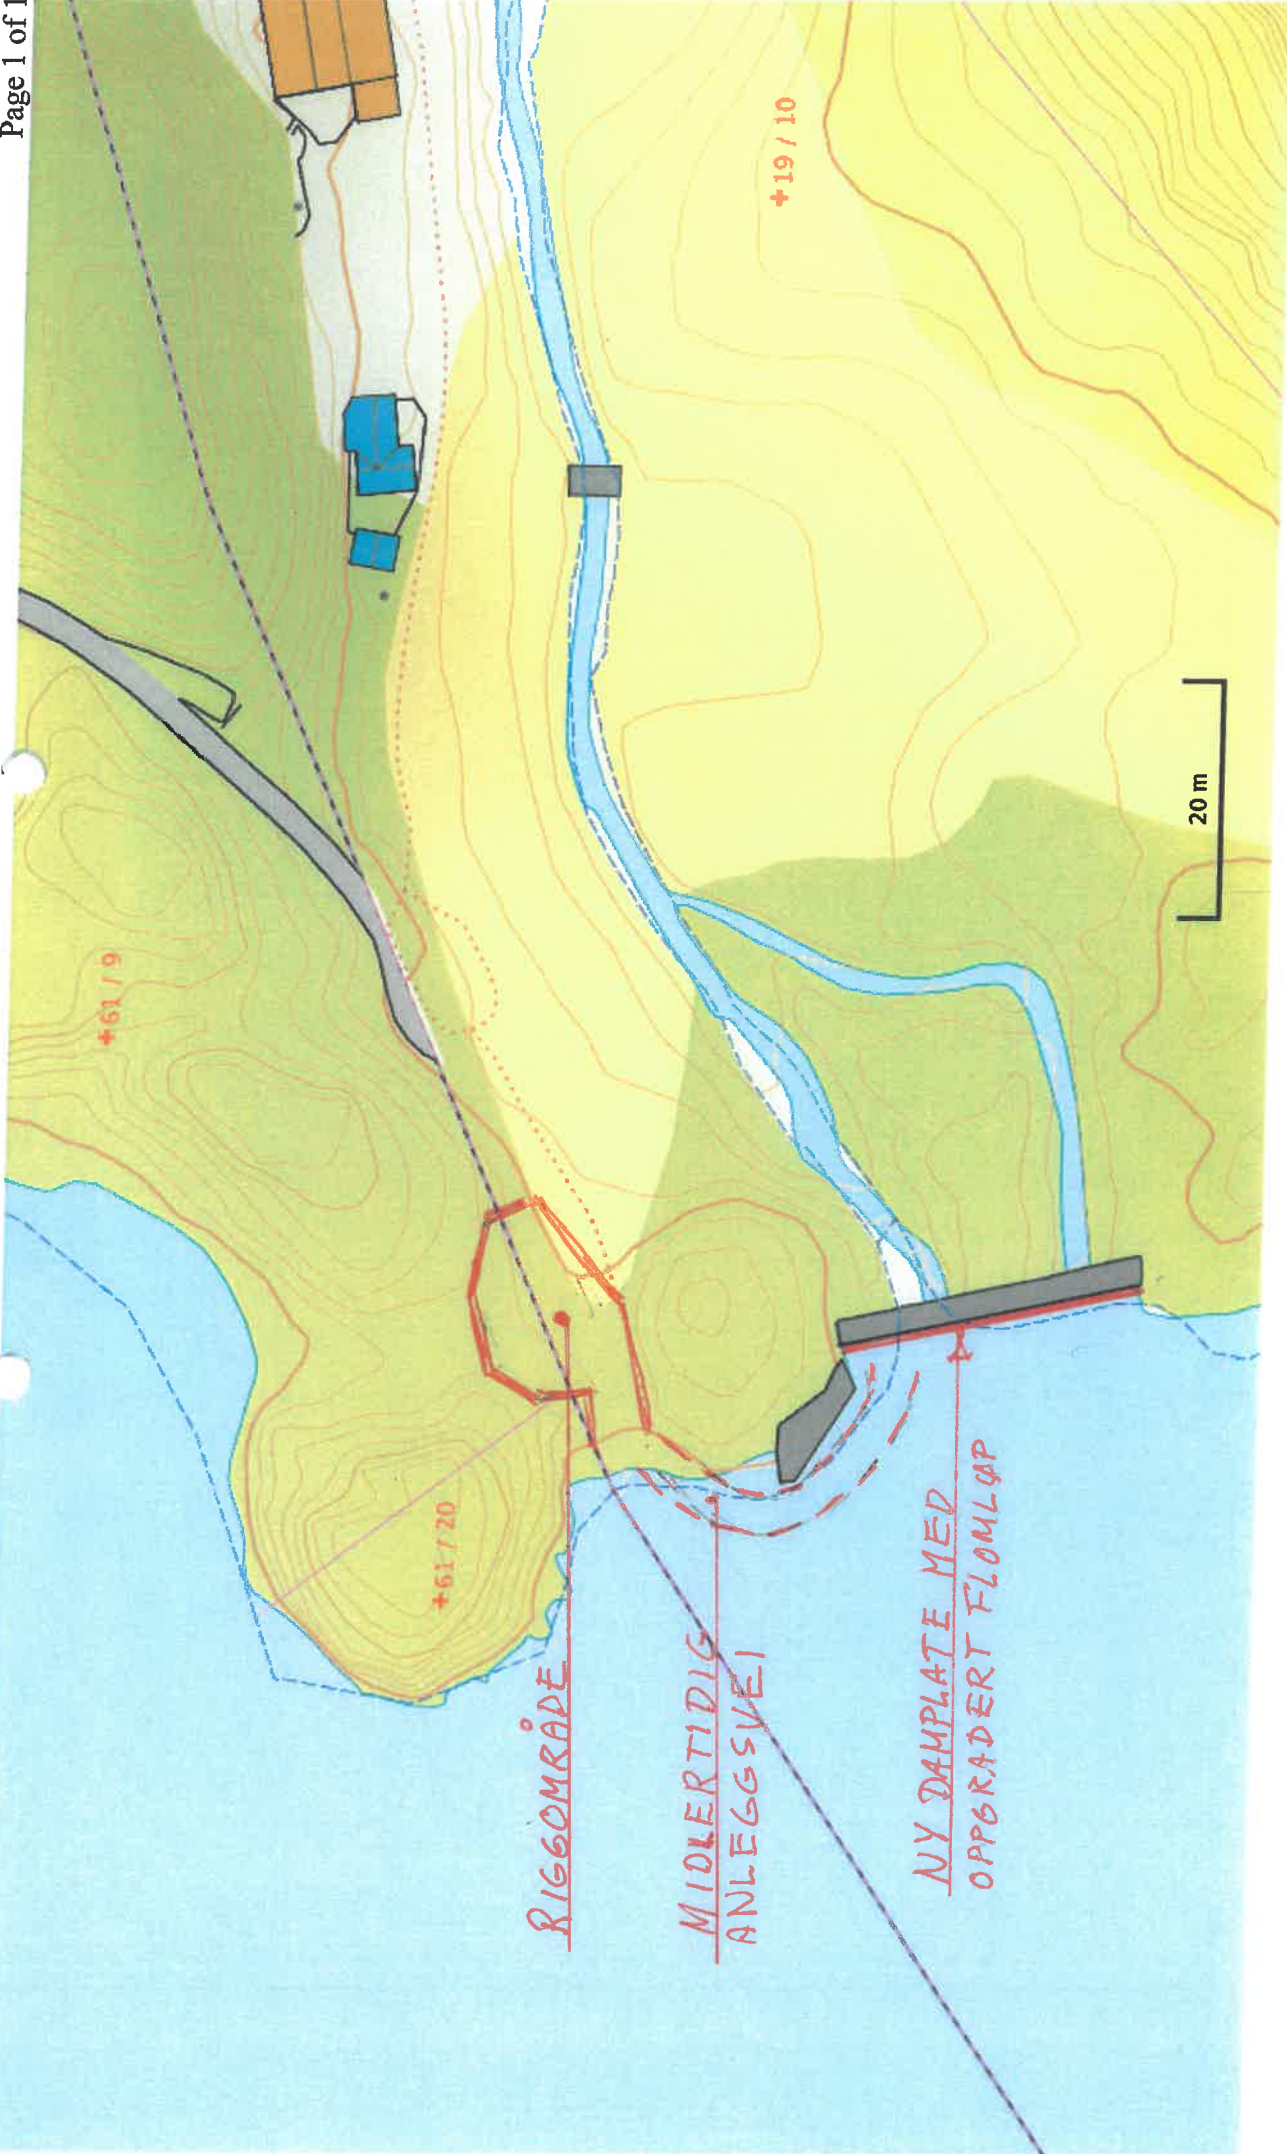 Page 1 of 1
+61/9
+61/20
+19/10
RIGGOMRÅDE
MIDLERTIDIG
ANLEGGSVEI
NY DAMPLATE MED
OPPGRADERT FLOMLØP
20 m